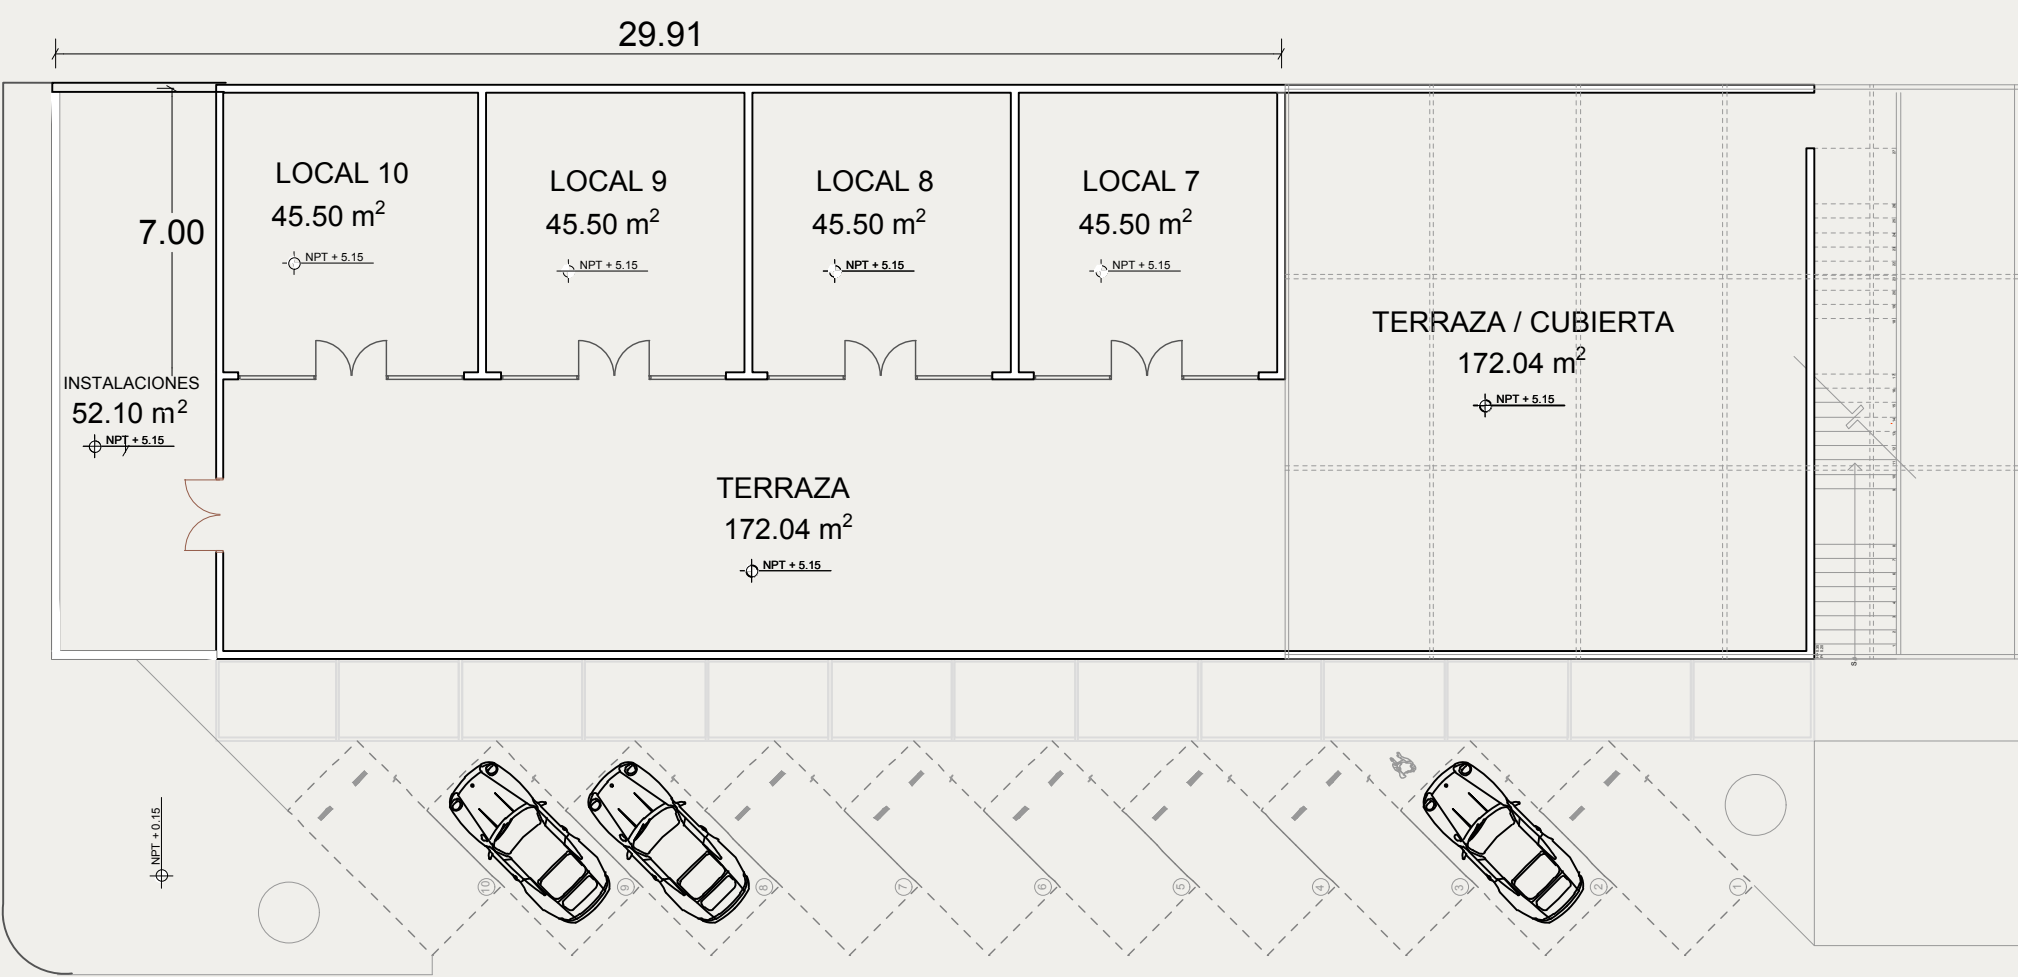 29.91
LOCAL 10
45.50 m²
NPT + 5.15
LOCAL 9
45.50 m²
NPT + 5.15
LOCAL 8
45.50 m²
NPT + 5.15
LOCAL 7
45.50 m²
NPT + 5.15
7.00
TERRAZA / CUBIERTA
172.04 m²
NPT + 5.15
INSTALACIONES
52.10 m²
NPT + 5.15
TERRAZA
172.04 m²
NPT + 5.15
NPT + 0.15
10
9
8
7
6
5
4
3
2
1